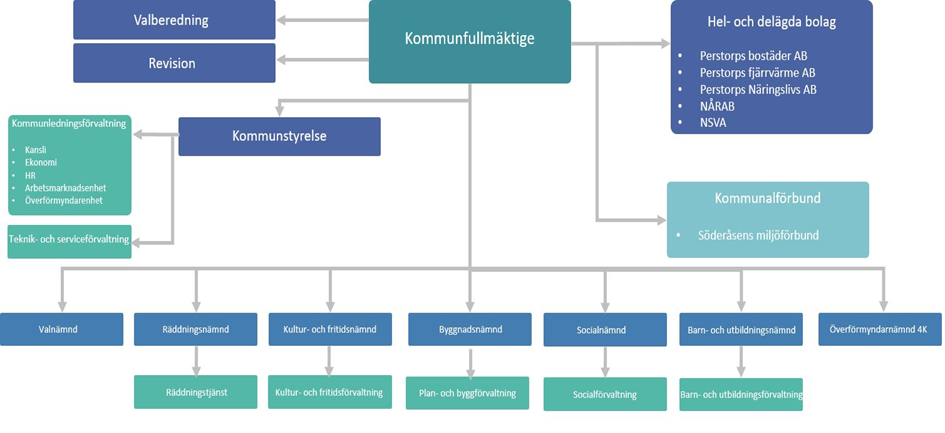 Valberedning
Kommunfullmäktige
Hel- och delägda bolag
Revision
• Perstorps bostäder AB
• Perstorps fjärrvärme AB
• Perstorps Näringslivs AB
• NÅRAB
• NSVA
Kommunstyrelse
Kommunledningsförvaltning
• Kansli
• Ekonomi
• HR
• Arbetsmarknadsenhet
• Överförmyndarenhet
Teknik- och serviceförvaltning
Kommunalförbund
• Söderåsens miljöförbund
Valnämnd
Räddningsnämnd
Kultur- och fritidsnämnd
Byggnadsnämnd
Socialnämnd
Barn- och utbildningsnämnd
Överförmyndarnämnd 4K
Räddningstjänst
Kultur- och fritidsförvaltning
Plan- och byggförvaltning
Socialförvaltning
Barn- och utbildningsförvaltning